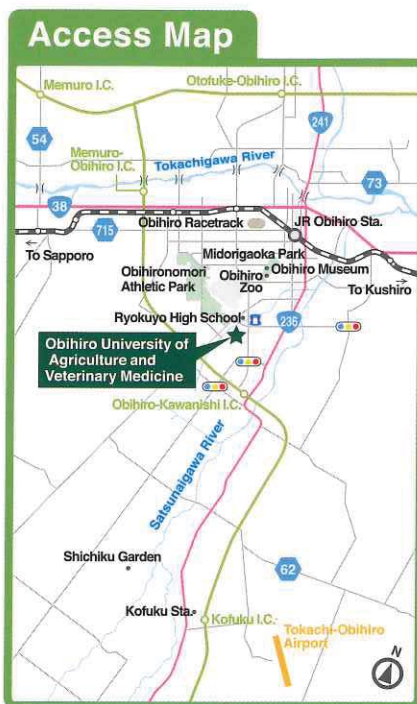 Access Map
Memuro I.C.
Otofuke-Obihiro I.C.
241
54
Memuro-
Obihiro I.C.
Tokachigawa River
73
38
715
Obihiro Racetrack
JR Obihiro Sta.
To Sapporo
Midorigaoka Park
Obihiro Museum
Obihironomori
Athletic Park
Obihiro
Zoo
To Kushiro
Ryokuyo High School
236
Obihiro University of
Agriculture and
Veterinary Medicine
Obihiro-Kawanishi I.C.
Satsunaigawa River
Shichiku Garden
62
Kofuku Sta.
Kofuku I.C.
Tokachi-Obihiro
Airport
N